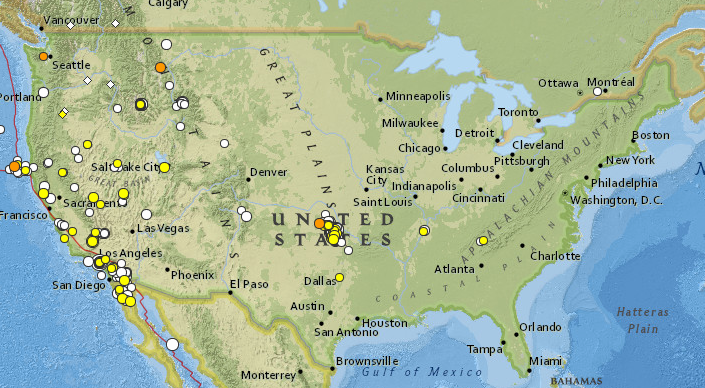 Calgary
Vancouver
Seattle
Ottawa
Montréal
Portland
Minneapolis
Toronto
Milwaukee
Boston
Detroit
Chicago
Cleveland
Pittsburgh
New York
Salt Lake City
GREAT BASIN
Denver
Kansas
City
Columbus
Indianapolis
Philadelphia
Saint Louis
Cincinnati
Washington, D.C.
Sacramento
Francisco
Las Vegas
UNITED
STATES
GREAT PLAINS
APPALACHIAN MOUNTAINS
Charlotte
Los Angeles
Atlanta
Phoenix
San Diego
El Paso
Dallas
COASTAL PLAIN
Hatteras
Plain
Austin
Houston
San Antonio
Orlando
Tampa
Brownsville
Miami
Monterrey
Gulf of Mexico
BAHAMAS